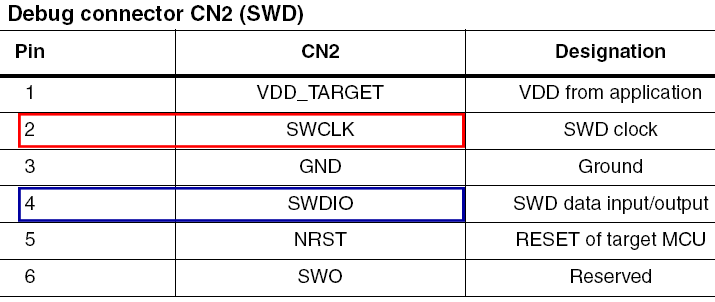 Debug connector CN2 (SWD)
Pin CN2 Designation
1 VDD_TARGET VDD from application
2 SWCLK SWD clock
3 GND Ground
4 SWDIO SWD data input/output
5 NRST RESET of target MCU
6 SWO Reserved